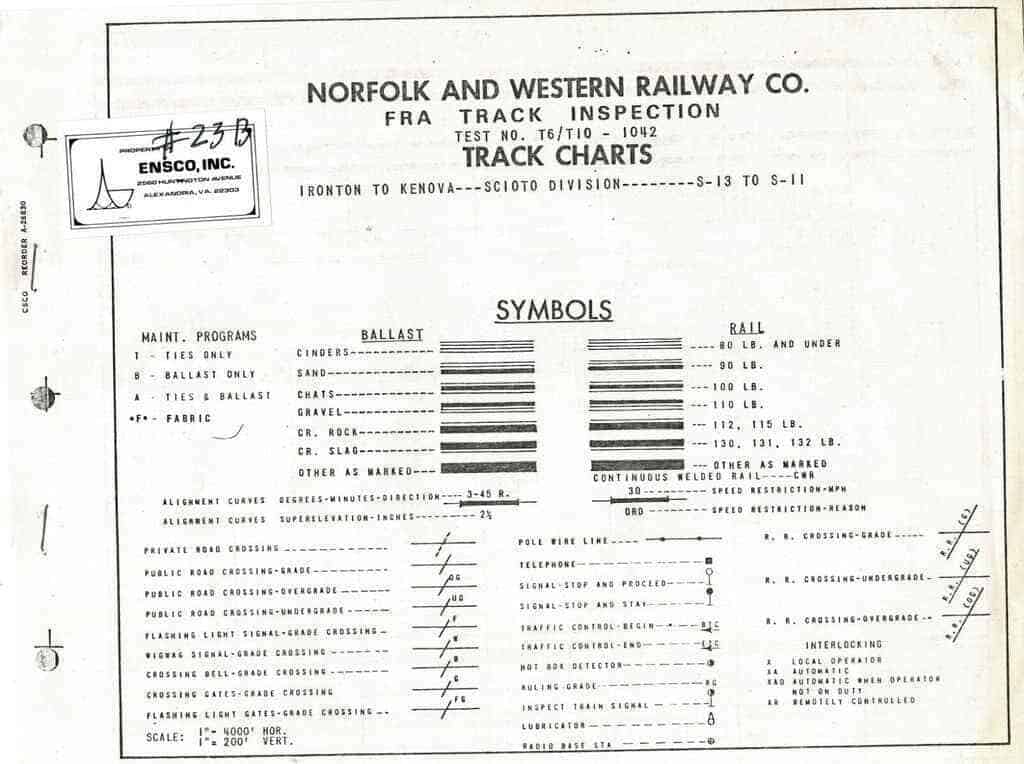 NORFOLK AND WESTERN RAILWAY CO.
FRA TRACK INSPECTION
TEST NO. T6/T10 - 1042
TRACK CHARTS
IRONTON TO KENOVA---SCIOTO DIVISION--------S-13 TO S-11
#23B
PROPERTY
ENSCO, INC.
2560 HUNTINGTON AVENUE
ALEXANDRIA, VA. 22303
CSCO REORDER A-26830
SYMBOLS
MAINT. PROGRAMS
T - TIES ONLY
B - BALLAST ONLY
A - TIES & BALLAST
*F* - FABRIC
BALLAST
CINDERS
SAND
CHATS
GRAVEL
CR. ROCK
CR. SLAG
OTHER AS MARKED
RAIL
80 LB. AND UNDER
90 LB.
100 LB.
110 LB.
112, 115 LB.
130, 131, 132 LB.
OTHER AS MARKED
CONTINUOUS WELDED RAIL----CWR
ALIGNMENT CURVES DEGREES-MINUTES-DIRECTION---- 3-45 R.
ALIGNMENT CURVES SUPERELEVATION-INCHES 2½
30 SPEED RESTRICTION-MPH
ORD SPEED RESTRICTION-REASON
PRIVATE ROAD CROSSING
PUBLIC ROAD CROSSING-GRADE
PUBLIC ROAD CROSSING-OVERGRADE OG
PUBLIC ROAD CROSSING-UNDERGRADE UG
FLASHING LIGHT SIGNAL-GRADE CROSSING F
WIGWAG SIGNAL-GRADE CROSSING W
CROSSING BELL-GRADE CROSSING B
CROSSING GATES-GRADE CROSSING G
FLASHING LIGHT GATES-GRADE CROSSING FG
SCALE: 1"= 4000' HOR.
1"= 200' VERT.
POLE WIRE LINE
TELEPHONE
SIGNAL-STOP AND PROCEED
SIGNAL-STOP AND STAY
TRAFFIC CONTROL-BEGIN
TRAFFIC CONTROL-END
HOT BOX DETECTOR
RULING GRADE RG
INSPECT TRAIN SIGNAL
LUBRICATOR
RADIO BASE STA
R. R. CROSSING-GRADE R.R. (G)
R. R. CROSSING-UNDERGRADE R.R. (UG)
R. R. CROSSING-OVERGRADE R.R. (OG)
INTERLOCKING
X LOCAL OPERATOR
XA AUTOMATIC
XAO AUTOMATIC WHEN OPERATOR
NOT ON DUTY
XR REMOTELY CONTROLLED